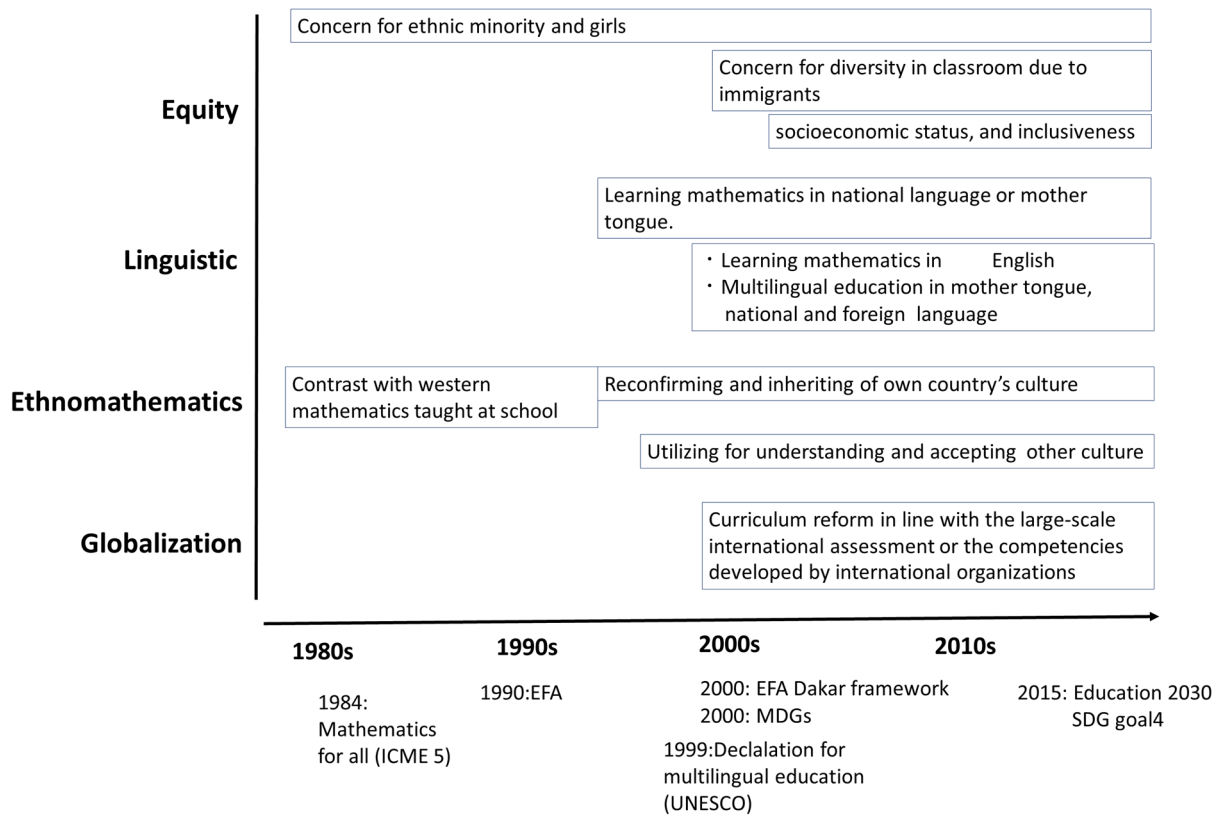 Concern for ethnic minority and girls
Concern for diversity in classroom due to
immigrants
Equity
socioeconomic status, and inclusiveness
Learning mathematics in national language or mother
tongue.
Linguistic
・Learning mathematics in English
・Multilingual education in mother tongue,
national and foreign language
Ethnomathematics
Contrast with western
mathematics taught at school
Reconfirming and inheriting of own country’s culture
Utilizing for understanding and accepting other culture
Globalization
Curriculum reform in line with the large-scale
international assessment or the competencies
developed by international organizations
1980s
1990s
2000s
2010s
1984:
Mathematics
for all (ICME 5)
1990:EFA
2000: EFA Dakar framework
2000: MDGs
1999:Declalation for
multilingual education
(UNESCO)
2015: Education 2030
SDG goal4